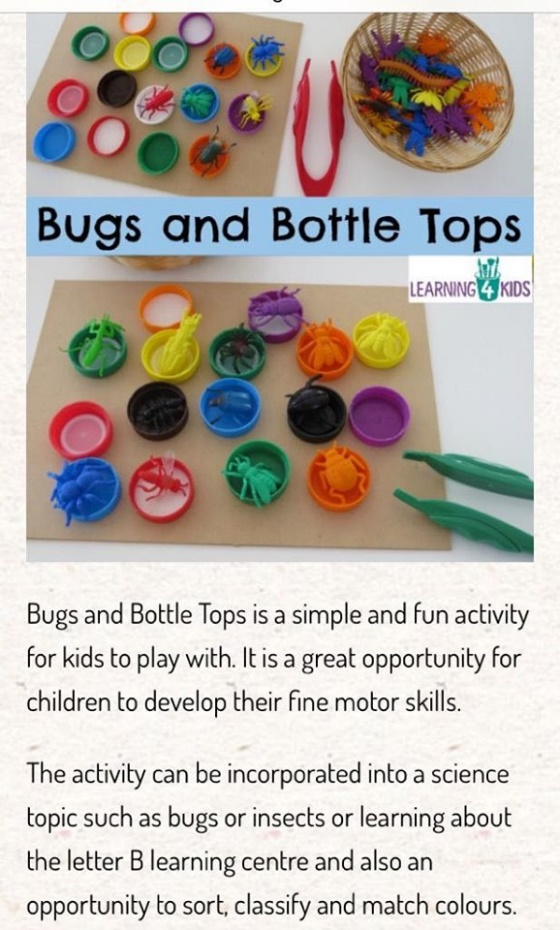 Bugs and Bottle Tops
LEARNING 4 KIDS
Bugs and Bottle Tops is a simple and fun activity
for kids to play with. It is a great opportunity for
children to develop their fine motor skills.
The activity can be incorporated into a science
topic such as bugs or insects or learning about
the letter B learning centre and also an
opportunity to sort, classify and match colours.